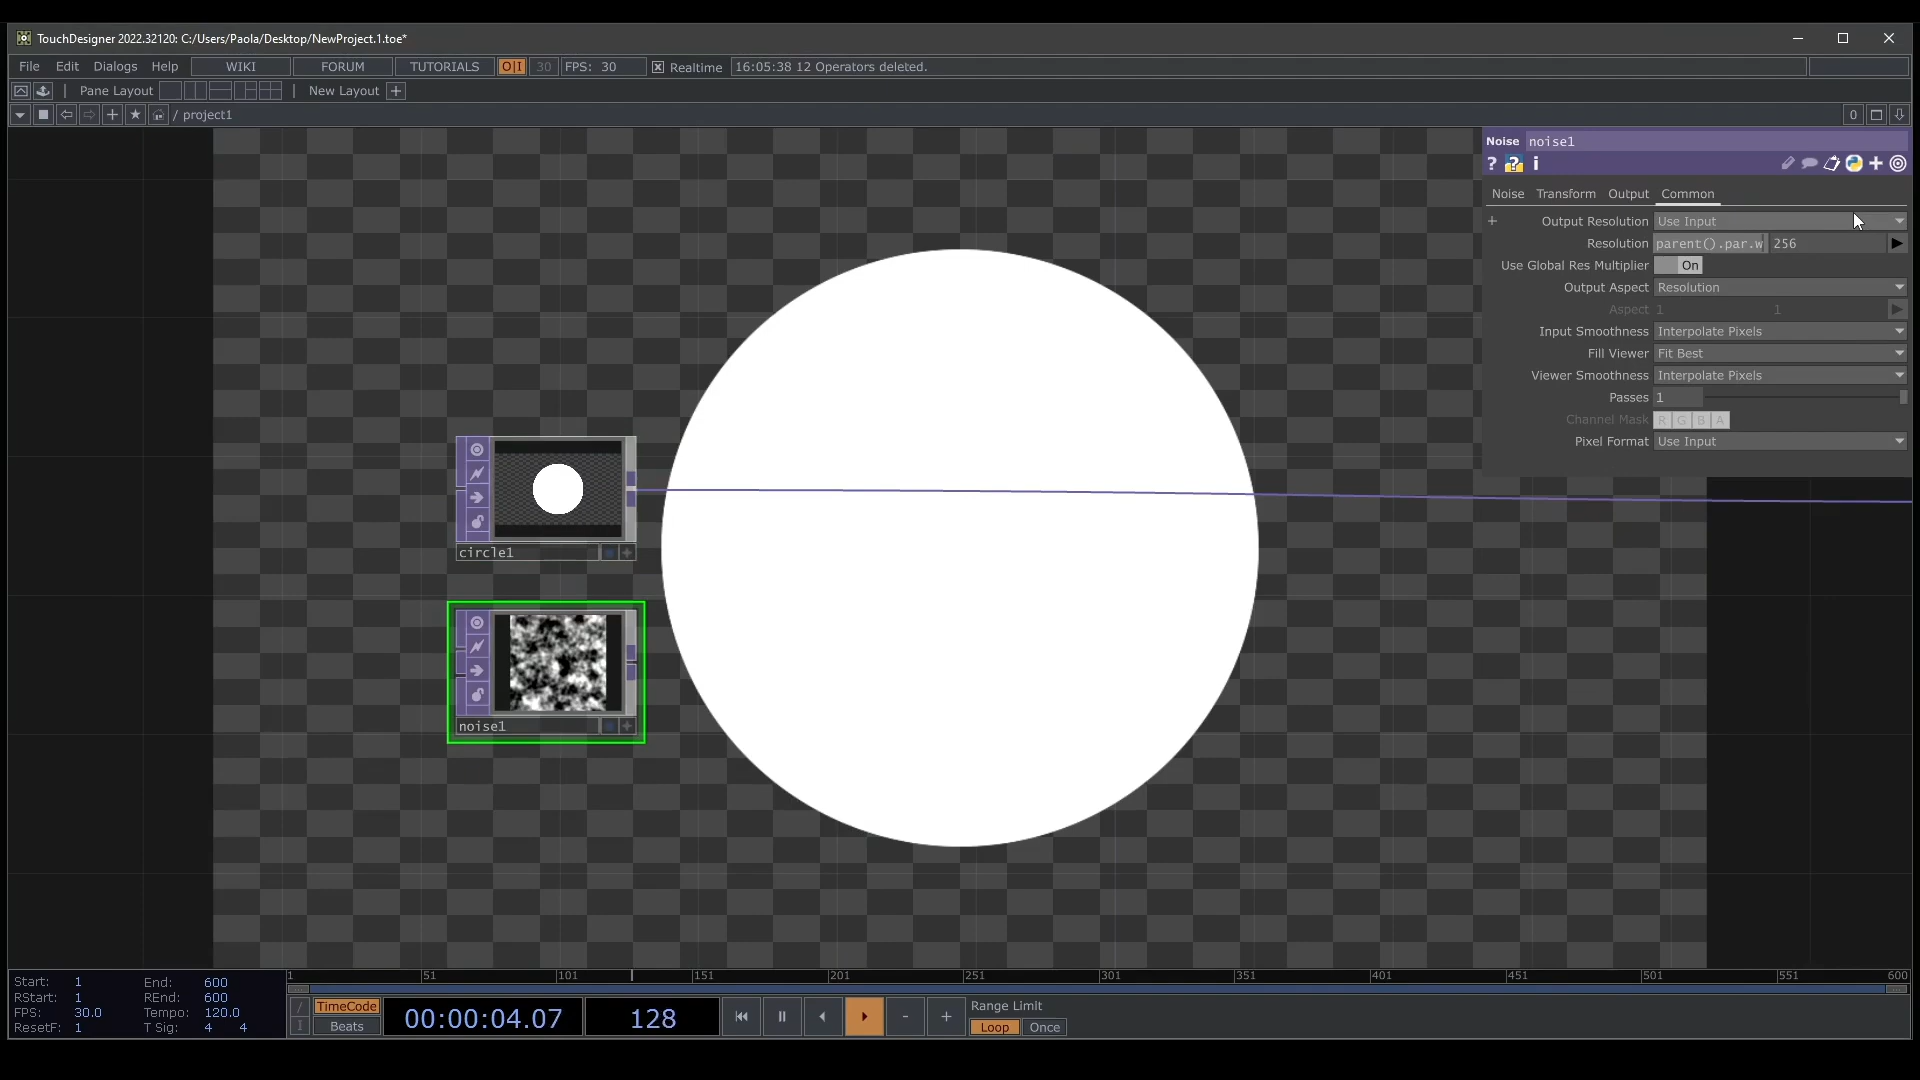 TouchDesigner 2022.32120: C:/Users/Paola/Desktop/NewProject.1.toe*
File Edit Dialogs Help WIKI FORUM TUTORIALS O|I 30 FPS: 30 Realtime 16:05:38 12 Operators deleted.
Pane Layout New Layout +
/ project1 0
Noise noise1
? ? i
Noise Transform Output Common
+ Output Resolution Use Input
Resolution parent().par.w 256
Use Global Res Multiplier On
Output Aspect Resolution
Aspect 1 1
Input Smoothness Interpolate Pixels
Fill Viewer Fit Best
Viewer Smoothness Interpolate Pixels
Passes 1
Channel Mask R G B A
Pixel Format Use Input
circle1
noise1
1 51 101 151 201 251 301 351 401 451 501 551 600
Start: 1 End: 600
RStart: 1 REnd: 600
FPS: 30.0 Tempo: 120.0
ResetF: 1 T Sig: 4 4
TimeCode
Beats
00:00:04.07
128
- +
Range Limit
Loop Once